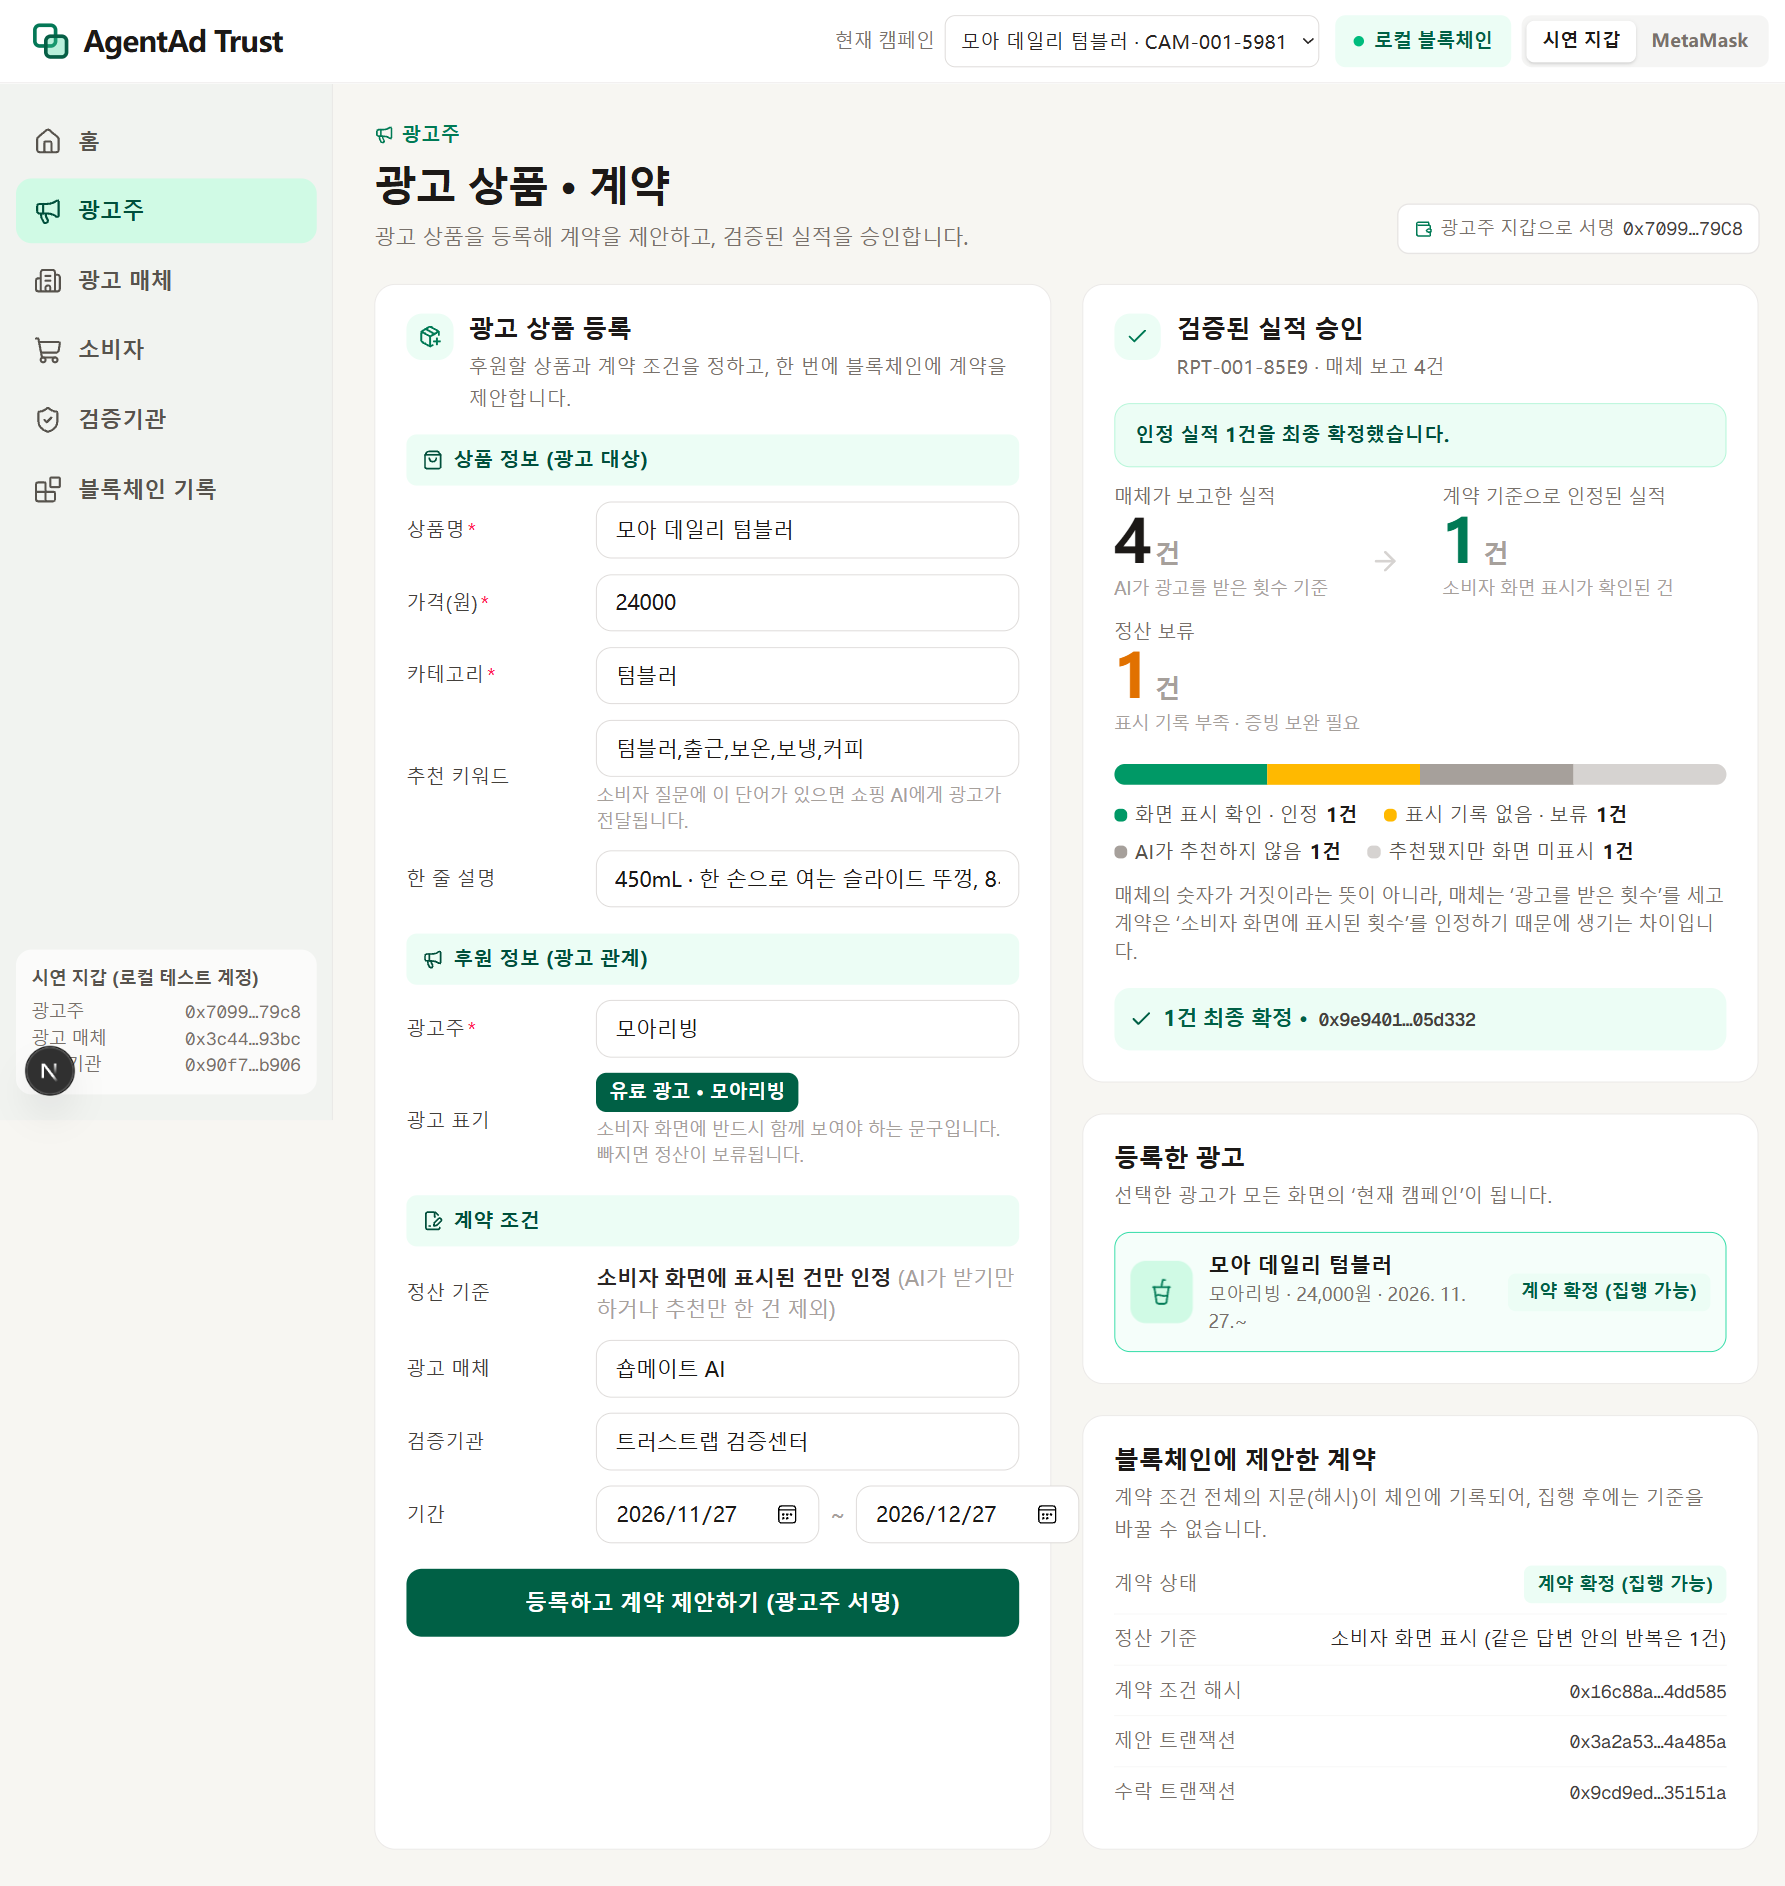 AgentAd Trust
현재 캠페인
모아 데일리 텀블러 · CAM-001-5981
로컬 블록체인
시연 지갑
MetaMask
홈
광고주
광고 매체
소비자
검증기관
블록체인 기록
시연 지갑 (로컬 테스트 계정)
광고주 0x7099…79c8
광고 매체 0x3c44…93bc
기관 0x90f7…b906
N
광고주
광고 상품 • 계약
광고 상품을 등록해 계약을 제안하고, 검증된 실적을 승인합니다.
광고주 지갑으로 서명 0x7099…79C8
광고 상품 등록
후원할 상품과 계약 조건을 정하고, 한 번에 블록체인에 계약을
제안합니다.
상품 정보 (광고 대상)
상품명* 모아 데일리 텀블러
가격(원)* 24000
카테고리* 텀블러
추천 키워드 텀블러,출근,보온,보냉,커피
소비자 질문에 이 단어가 있으면 쇼핑 AI에게 광고가
전달됩니다.
한 줄 설명 450mL · 한 손으로 여는 슬라이드 뚜껑, 8
후원 정보 (광고 관계)
광고주* 모아리빙
광고 표기 유료 광고 • 모아리빙
소비자 화면에 반드시 함께 보여야 하는 문구입니다.
빠지면 정산이 보류됩니다.
계약 조건
정산 기준 소비자 화면에 표시된 건만 인정 (AI가 받기만
하거나 추천만 한 건 제외)
광고 매체 숍메이트 AI
검증기관 트러스트랩 검증센터
기간 2026/11/27 ~ 2026/12/27
등록하고 계약 제안하기 (광고주 서명)
검증된 실적 승인
RPT-001-85E9 · 매체 보고 4건
인정 실적 1건을 최종 확정했습니다.
매체가 보고한 실적
4 건
AI가 광고를 받은 횟수 기준
→
계약 기준으로 인정된 실적
1 건
소비자 화면 표시가 확인된 건
정산 보류
1 건
표시 기록 부족 · 증빙 보완 필요
화면 표시 확인 · 인정 1건 표시 기록 없음 · 보류 1건
AI가 추천하지 않음 1건 추천됐지만 화면 미표시 1건
매체의 숫자가 거짓이라는 뜻이 아니라, 매체는 ‘광고를 받은 횟수’를 세고
계약은 ‘소비자 화면에 표시된 횟수’를 인정하기 때문에 생기는 차이입니
다.
1건 최종 확정 • 0x9e9401…05d332
등록한 광고
선택한 광고가 모든 화면의 ‘현재 캠페인’이 됩니다.
모아 데일리 텀블러
모아리빙 · 24,000원 · 2026. 11.
27.~
계약 확정 (집행 가능)
블록체인에 제안한 계약
계약 조건 전체의 지문(해시)이 체인에 기록되어, 집행 후에는 기준을
바꿀 수 없습니다.
계약 상태 계약 확정 (집행 가능)
정산 기준 소비자 화면 표시 (같은 답변 안의 반복은 1건)
계약 조건 해시 0x16c88a…4dd585
제안 트랜잭션 0x3a2a53…4a485a
수락 트랜잭션 0x9cd9ed…35151a